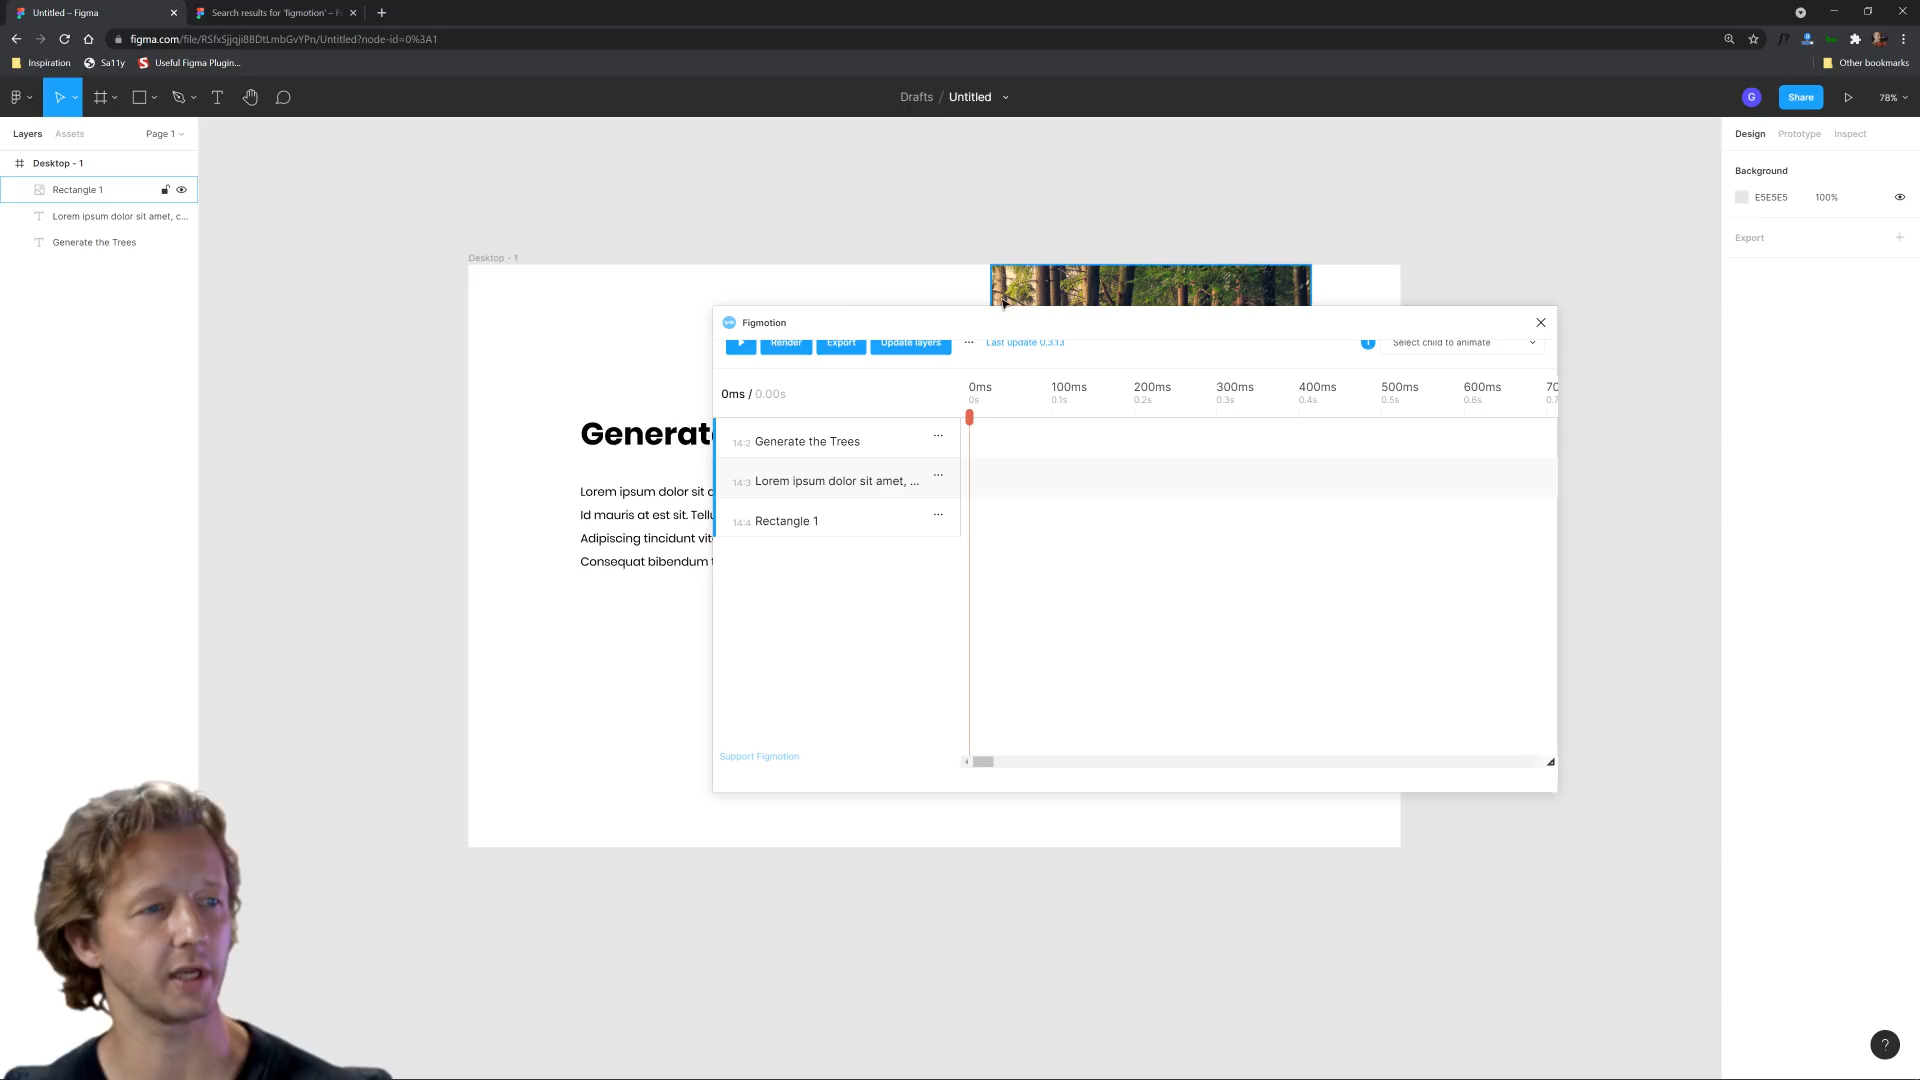 Untitled – Figma
Search results for 'figmotion' – F
figma.com/file/RSfxSjjqji8BDtLmbGvYPn/Untitled?node-id=0%3A1
Inspiration
Sa11y
Useful Figma Plugin...
Other bookmarks
Drafts / Untitled
G
Share
78%
Layers
Assets
Page 1
Design
Prototype
Inspect
Desktop - 1
Rectangle 1
Lorem ipsum dolor sit amet, c...
Generate the Trees
Background
E5E5E5
100%
Export
Desktop - 1
Generat
Lorem ipsum dolor sit
Id mauris at est sit. Tell
Adipiscing tincidunt vit
Consequat bibendum
Figmotion
Render
Export
Update layers
...
Last update 0.3.13
Select child to animate
0ms / 0.00s
0ms
100ms
200ms
300ms
400ms
500ms
600ms
70
0s
0.1s
0.2s
0.3s
0.4s
0.5s
0.6s
0.7
14:2 Generate the Trees ...
14:3 Lorem ipsum dolor sit amet, ... ...
14:4 Rectangle 1 ...
Support Figmotion
?